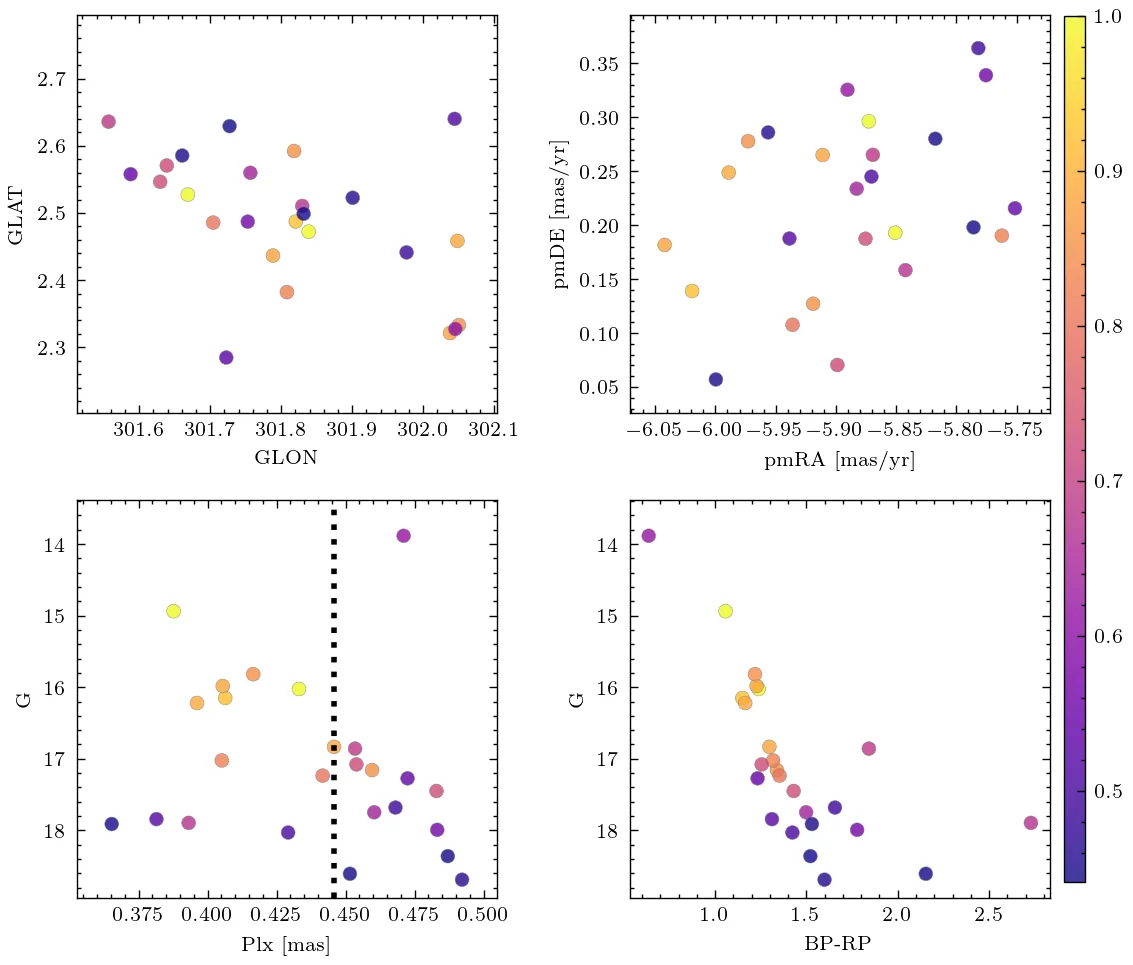 2.7
2.6
2.5
2.4
2.3
GLAT
301.6 301.7 301.8 301.9 302.0 302.1
GLON
0.35
0.30
0.25
0.20
0.15
0.10
0.05
pmDE [mas/yr]
−6.05 −6.00 −5.95 −5.90 −5.85 −5.80 −5.75
pmRA [mas/yr]
1.0
0.9
0.8
0.7
0.6
0.5
14
15
16
17
18
G
0.375 0.400 0.425 0.450 0.475 0.500
Plx [mas]
14
15
16
17
18
G
1.0 1.5 2.0 2.5
BP-RP